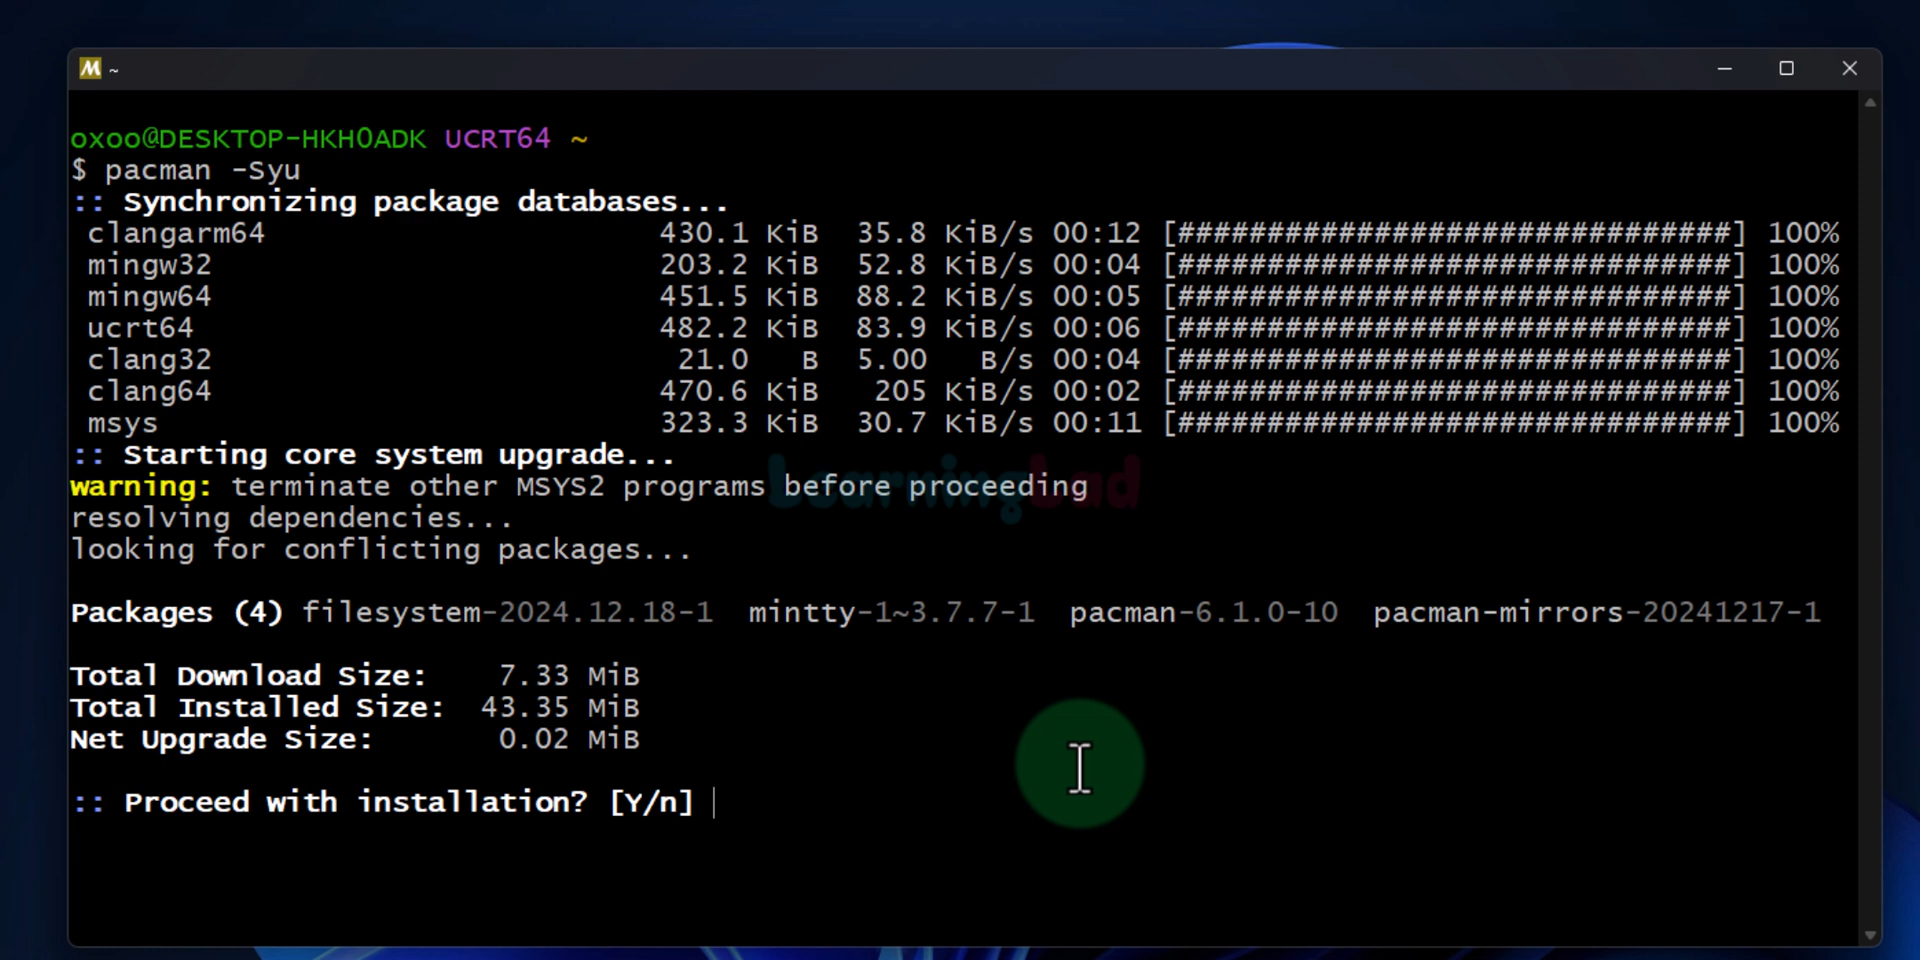 M ~
oxoo@DESKTOP-HKH0ADK UCRT64 ~
$ pacman -Syu
:: Synchronizing package databases...
clangarm64 430.1 KiB 35.8 KiB/s 00:12 [###############################] 100%
mingw32 203.2 KiB 52.8 KiB/s 00:04 [###############################] 100%
mingw64 451.5 KiB 88.2 KiB/s 00:05 [###############################] 100%
ucrt64 482.2 KiB 83.9 KiB/s 00:06 [###############################] 100%
clang32 21.0 B 5.00 B/s 00:04 [###############################] 100%
clang64 470.6 KiB 205 KiB/s 00:02 [###############################] 100%
msys 323.3 KiB 30.7 KiB/s 00:11 [###############################] 100%
:: Starting core system upgrade...
warning: terminate other MSYS2 programs before proceeding
LearningLad
resolving dependencies...
looking for conflicting packages...
Packages (4) filesystem-2024.12.18-1 mintty-1~3.7.7-1 pacman-6.1.0-10 pacman-mirrors-20241217-1
Total Download Size: 7.33 MiB
Total Installed Size: 43.35 MiB
Net Upgrade Size: 0.02 MiB
:: Proceed with installation? [Y/n]